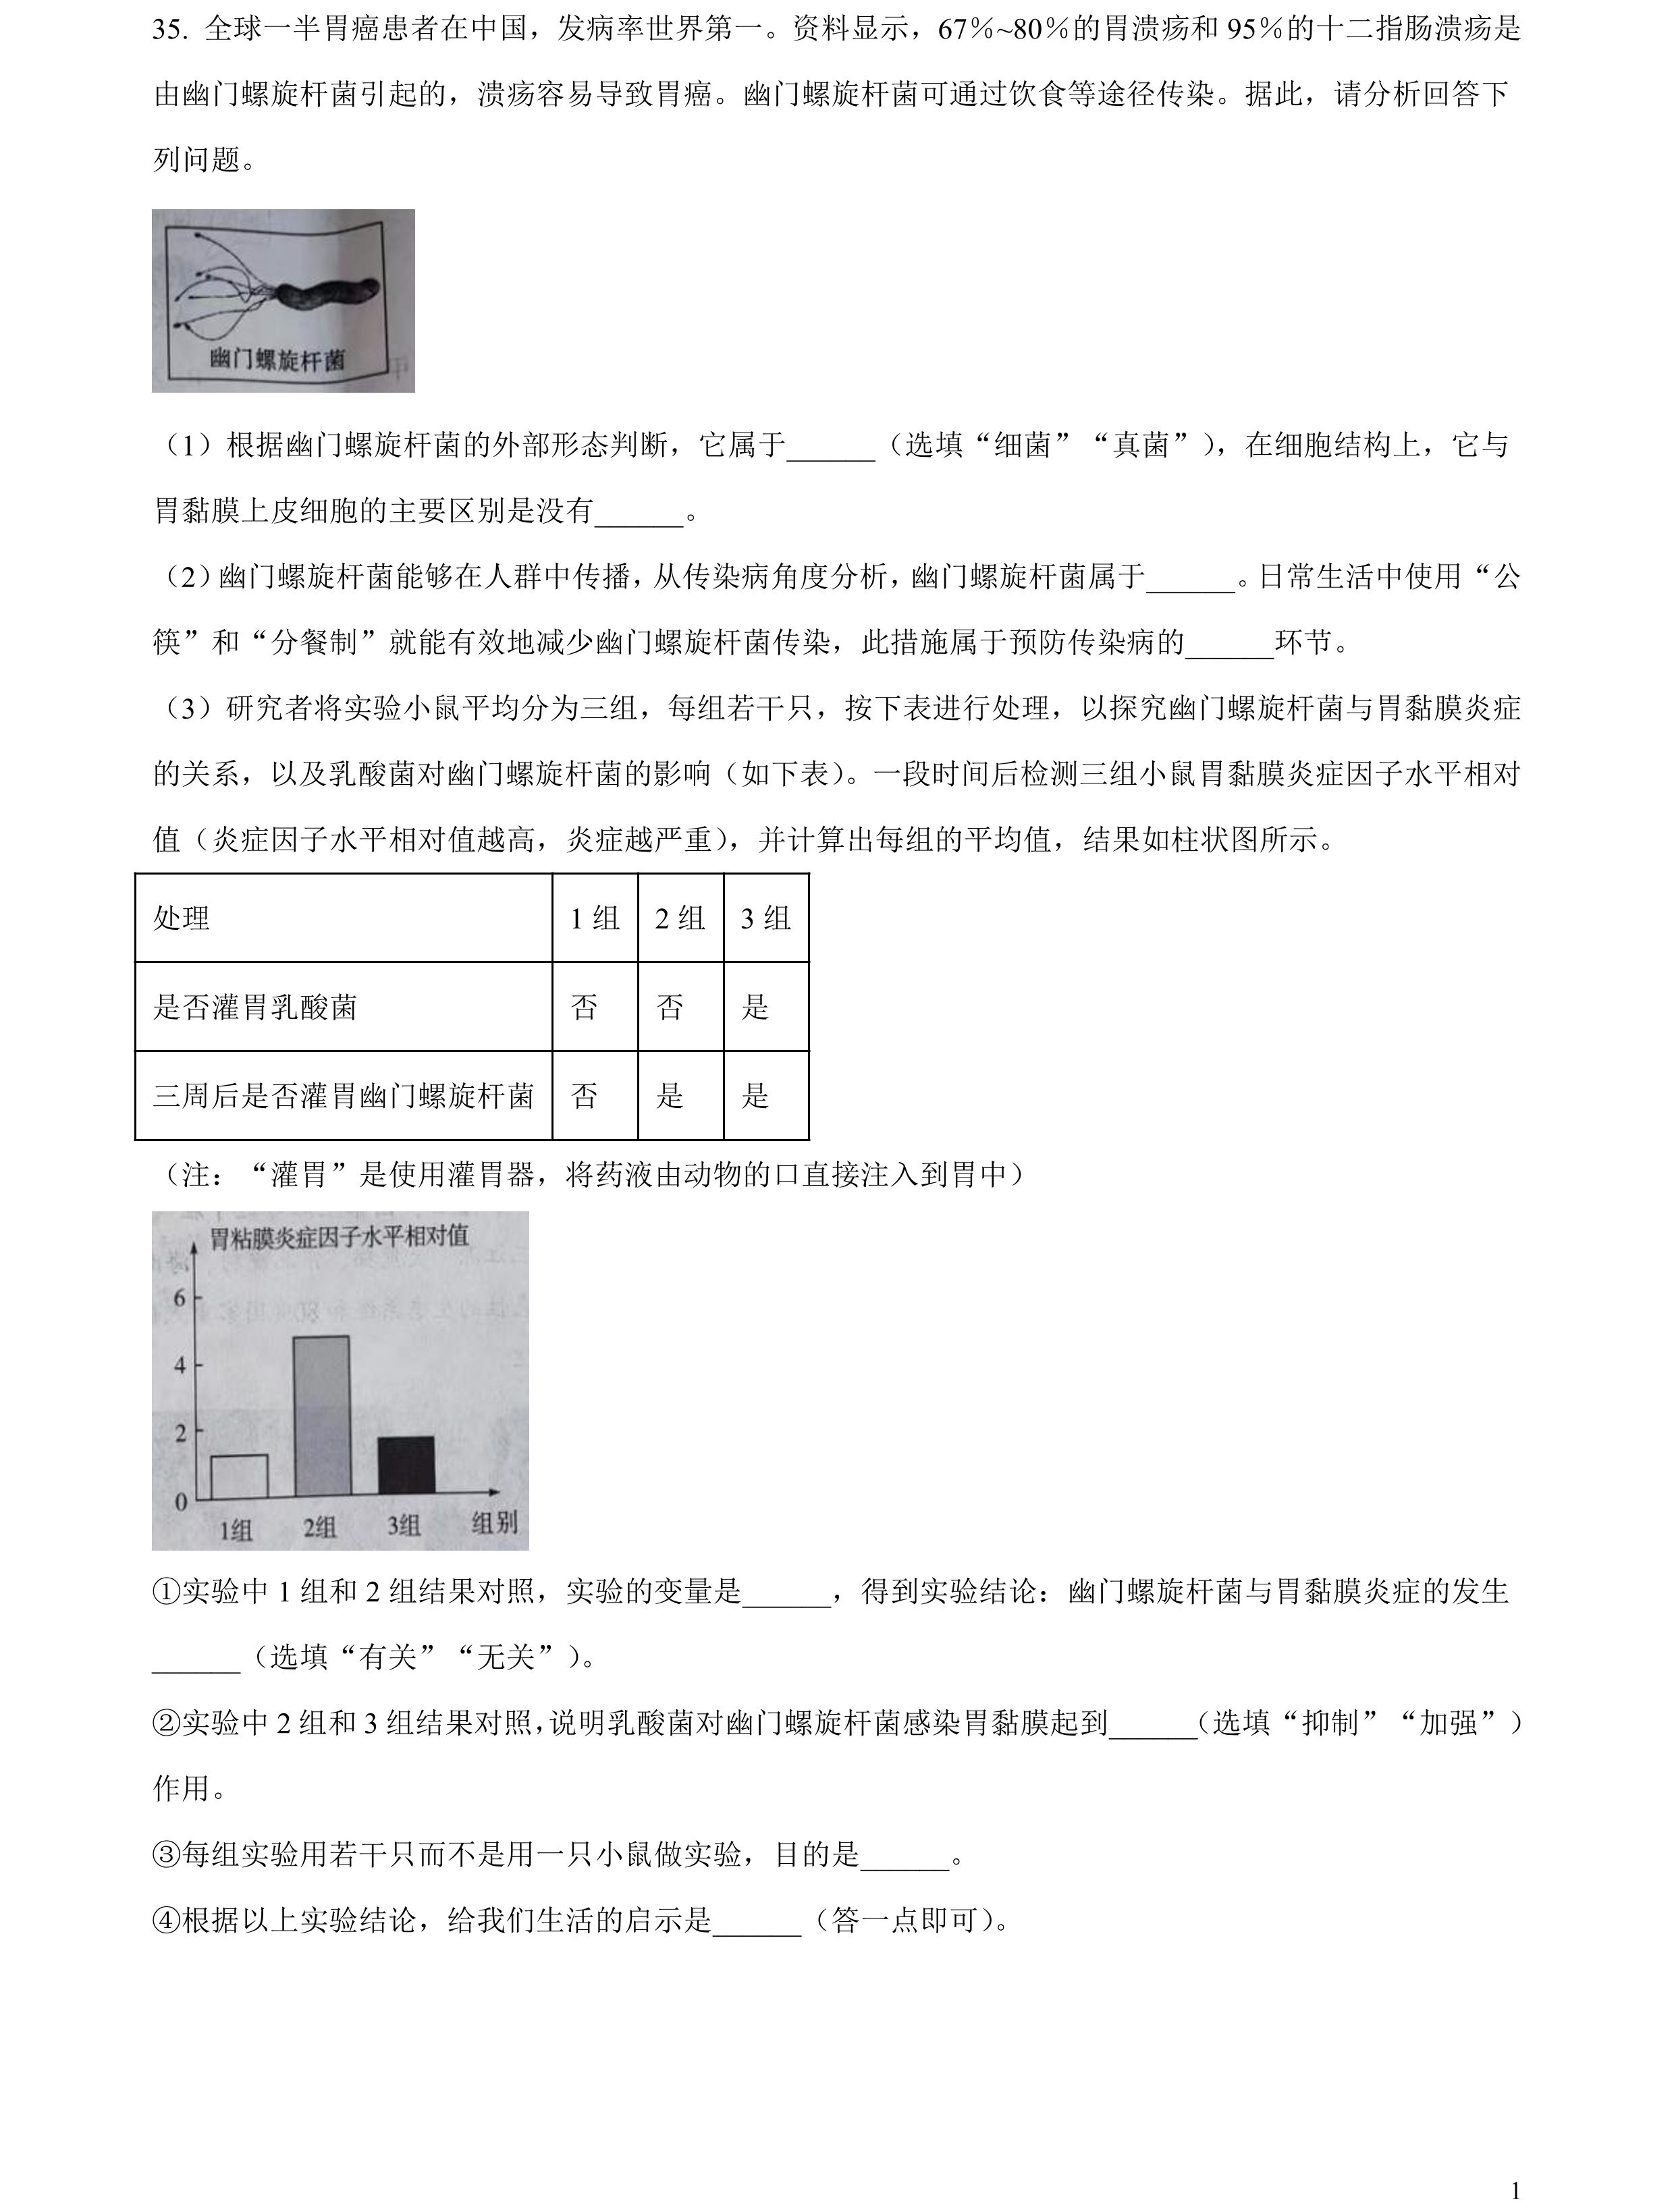 35. 全球一半胃癌患者在中国，发病率世界第一。资料显示，67%~80%的胃溃疡和 95%的十二指肠溃疡是
由幽门螺旋杆菌引起的，溃疡容易导致胃癌。幽门螺旋杆菌可通过饮食等途径传染。据此，请分析回答下
列问题。
幽门螺旋杆菌
（1）根据幽门螺旋杆菌的外部形态判断，它属于______（选填“细菌”“真菌”），在细胞结构上，它与
胃黏膜上皮细胞的主要区别是没有______。
（2）幽门螺旋杆菌能够在人群中传播，从传染病角度分析，幽门螺旋杆菌属于______。日常生活中使用“公
筷”和“分餐制”就能有效地减少幽门螺旋杆菌传染，此措施属于预防传染病的______环节。
（3）研究者将实验小鼠平均分为三组，每组若干只，按下表进行处理，以探究幽门螺旋杆菌与胃黏膜炎症
的关系，以及乳酸菌对幽门螺旋杆菌的影响（如下表）。一段时间后检测三组小鼠胃黏膜炎症因子水平相对
值（炎症因子水平相对值越高，炎症越严重），并计算出每组的平均值，结果如柱状图所示。
处理 1 组 2 组 3 组
是否灌胃乳酸菌 否 否 是
三周后是否灌胃幽门螺旋杆菌 否 是 是
（注：“灌胃”是使用灌胃器，将药液由动物的口直接注入到胃中）
胃粘膜炎症因子水平相对值
6
4
2
0
1组 2组 3组 组别
①实验中 1 组和 2 组结果对照，实验的变量是______，得到实验结论：幽门螺旋杆菌与胃黏膜炎症的发生
______（选填“有关”“无关”）。
②实验中 2 组和 3 组结果对照，说明乳酸菌对幽门螺旋杆菌感染胃黏膜起到______（选填“抑制”“加强”）
作用。
③每组实验用若干只而不是用一只小鼠做实验，目的是______。
④根据以上实验结论，给我们生活的启示是______（答一点即可）。
1